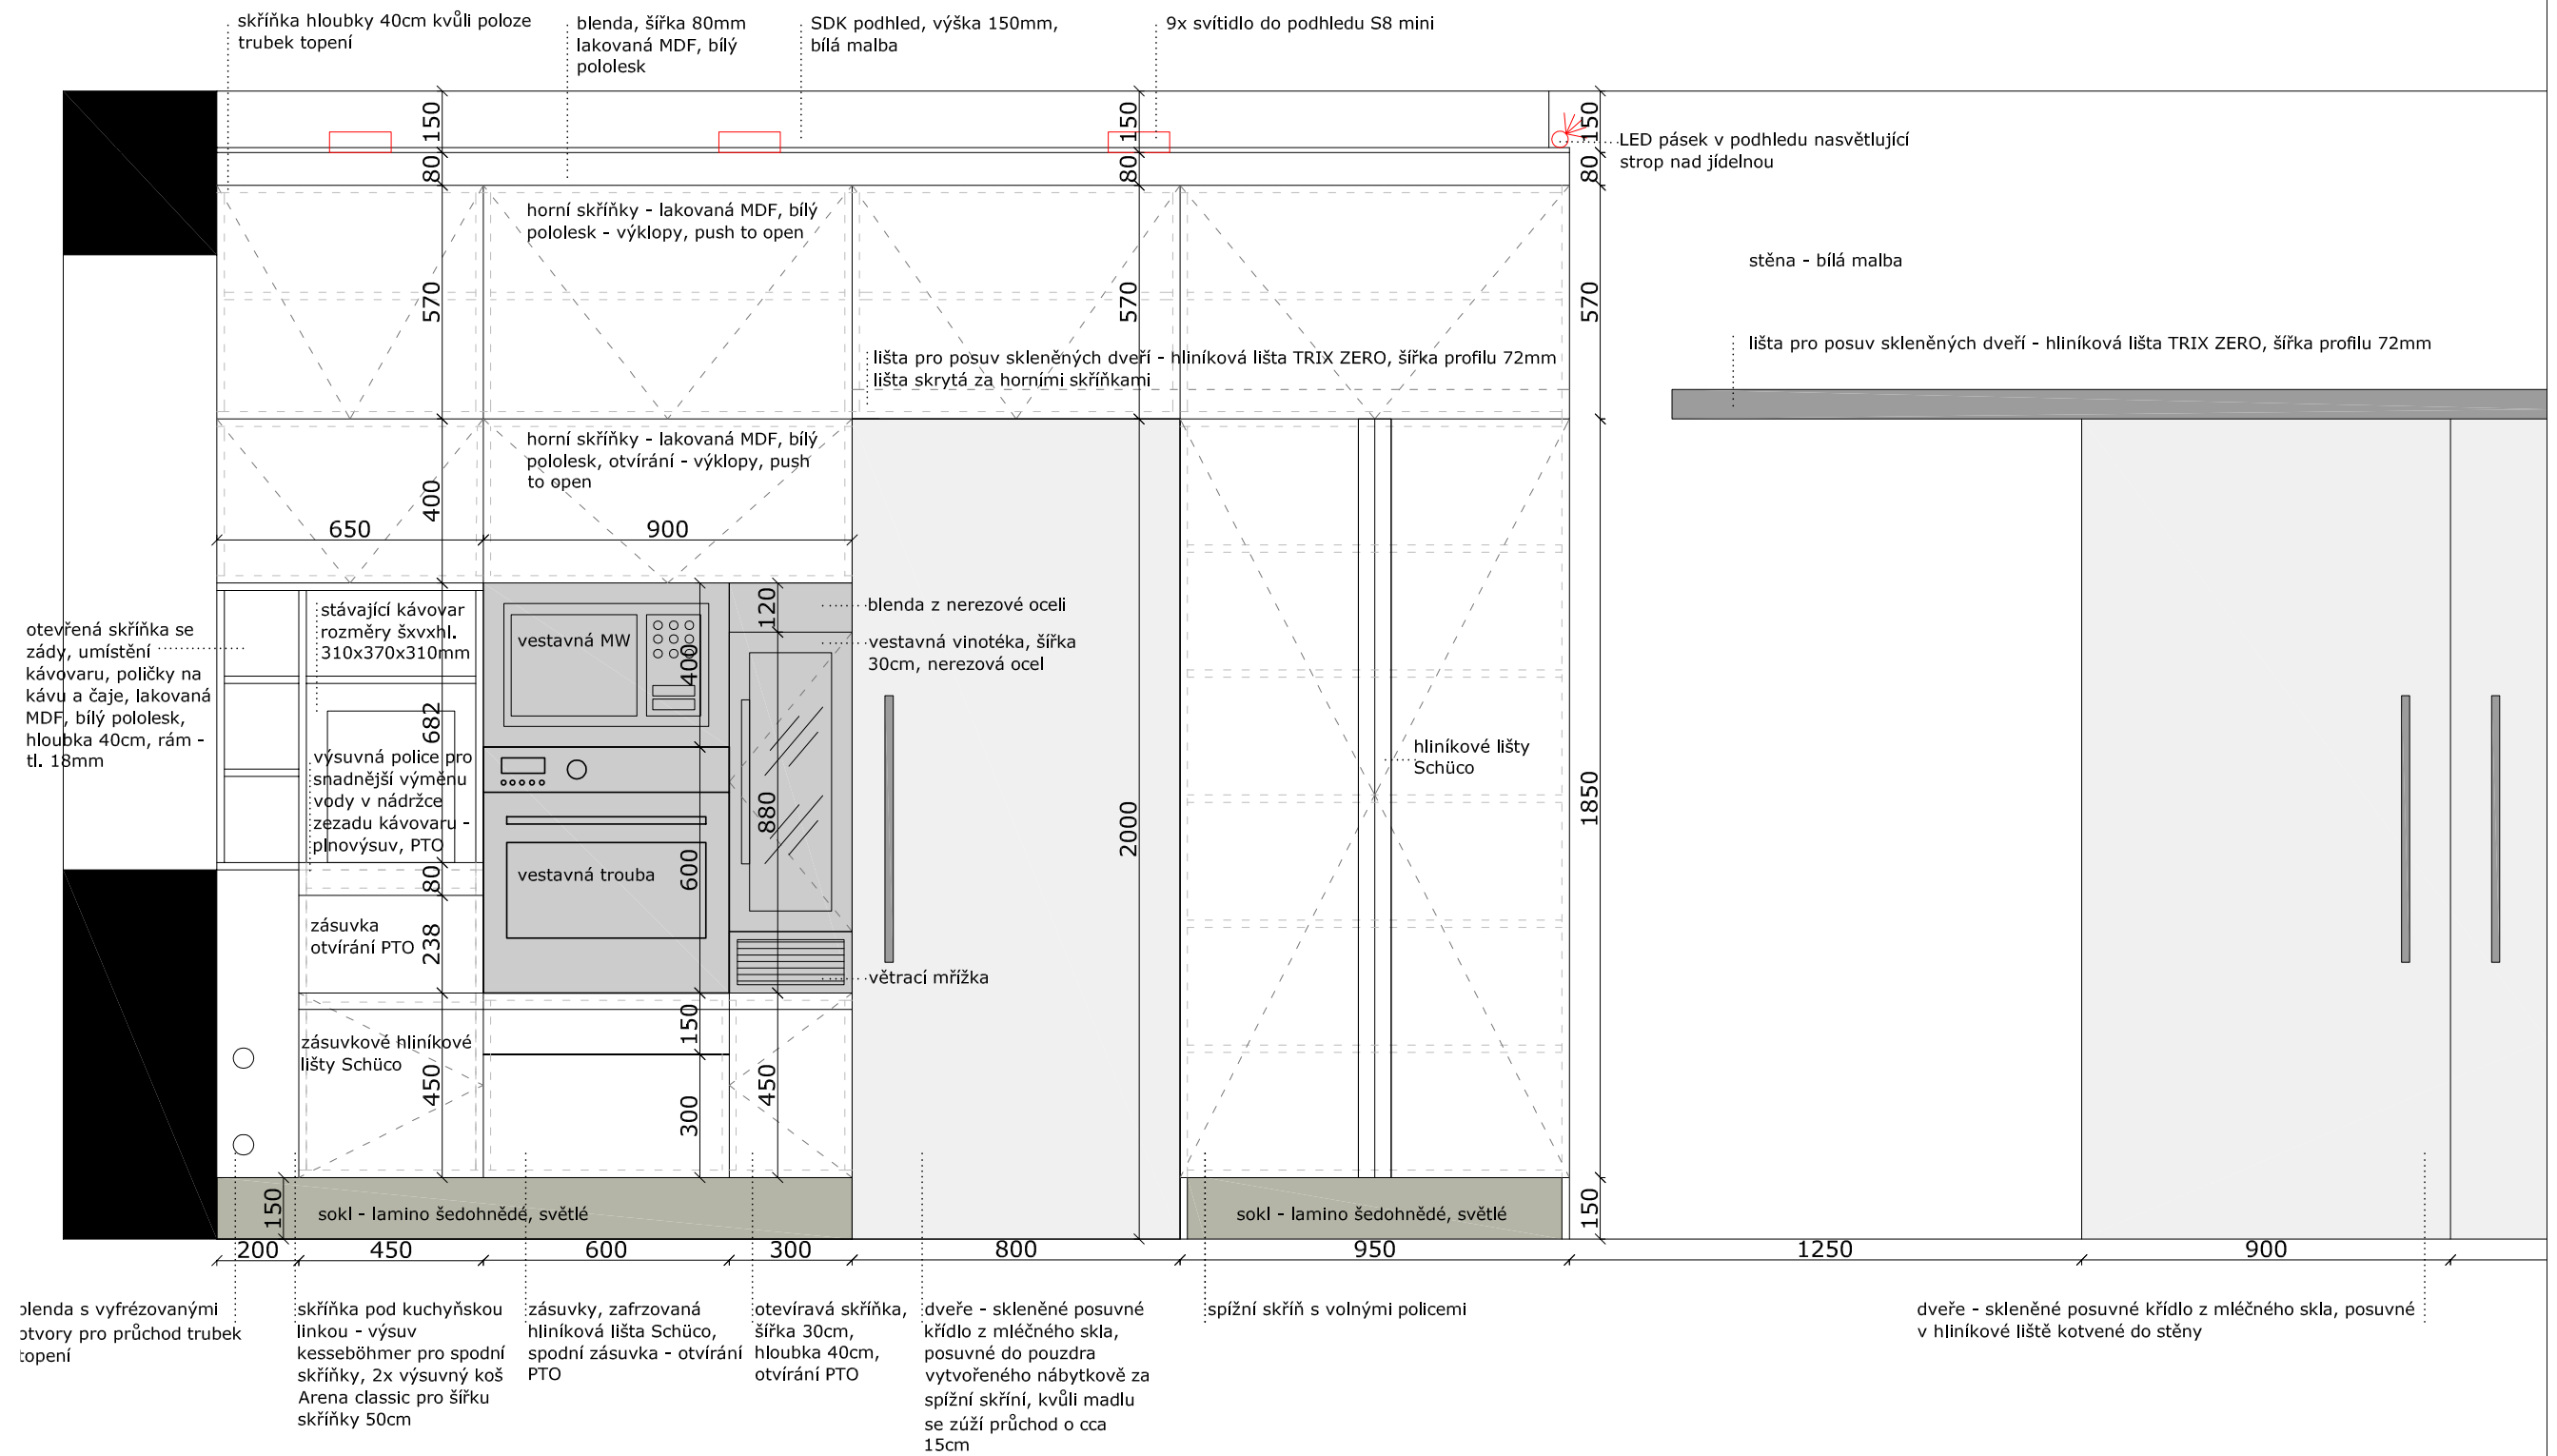 skříňka hloubky 40cm kvůli poloze
trubek topení
blenda, šířka 80mm
lakovaná MDF, bílý
pololesk
SDK podhled, výška 150mm,
bílá malba
9x svítidlo do podhledu S8 mini
150
150
150
LED pásek v podhledu nasvětlující
strop nad jídelnou
80
80
80
horní skříňky - lakovaná MDF, bílý
pololesk - výklopy, push to open
stěna - bílá malba
570
570
570
lišta pro posuv skleněných dveří - hliníková lišta TRIX ZERO, šířka profilu 72mm
lišta skrytá za horními skříňkami
lišta pro posuv skleněných dveří - hliníková lišta TRIX ZERO, šířka profilu 72mm
horní skříňky - lakovaná MDF, bílý
pololesk, otvírání - výklopy, push
to open
400
650
900
otevřená skříňka se
zády, umístění
kávovaru, poličky na
kávu a čaje, lakovaná
MDF, bílý pololesk,
hloubka 40cm, rám -
tl. 18mm
stávající kávovar
rozměry šxvxhl.
310x370x310mm
vestavná MW
400
120
blenda z nerezové oceli
vestavná vinotéka, šířka
30cm, nerezová ocel
682
výsuvná police pro
snadnější výměnu
vody v nádržce
zezadu kávovaru -
plnovýsuv, PTO
hliníkové lišty
Schüco
880
2000
1850
600
vestavná trouba
80
zásuvka
otvírání PTO
238
větrací mřížka
zásuvkové hliníkové
lišty Schüco
450
150
300
450
150
sokl - lamino šedohnědé, světlé
sokl - lamino šedohnědé, světlé
150
200
450
600
300
800
950
1250
900
blenda s vyfrézovanými
otvory pro průchod trubek
topení
skříňka pod kuchyňskou
linkou - výsuv
kesseböhmer pro spodní
skříňky, 2x výsuvný koš
Arena classic pro šířku
skříňky 50cm
zásuvky, zafrzovaná
hliníková lišta Schüco,
spodní zásuvka - otvírání
PTO
otevíravá skříňka,
šířka 30cm,
hloubka 40cm,
otvírání PTO
dveře - skleněné posuvné
křídlo z mléčného skla,
posuvné do pouzdra
vytvořeného nábytkově za
spížní skříní, kvůli madlu
se zúží průchod o cca
15cm
spížní skříň s volnými policemi
dveře - skleněné posuvné křídlo z mléčného skla, posuvné
v hliníkové liště kotvené do stěny